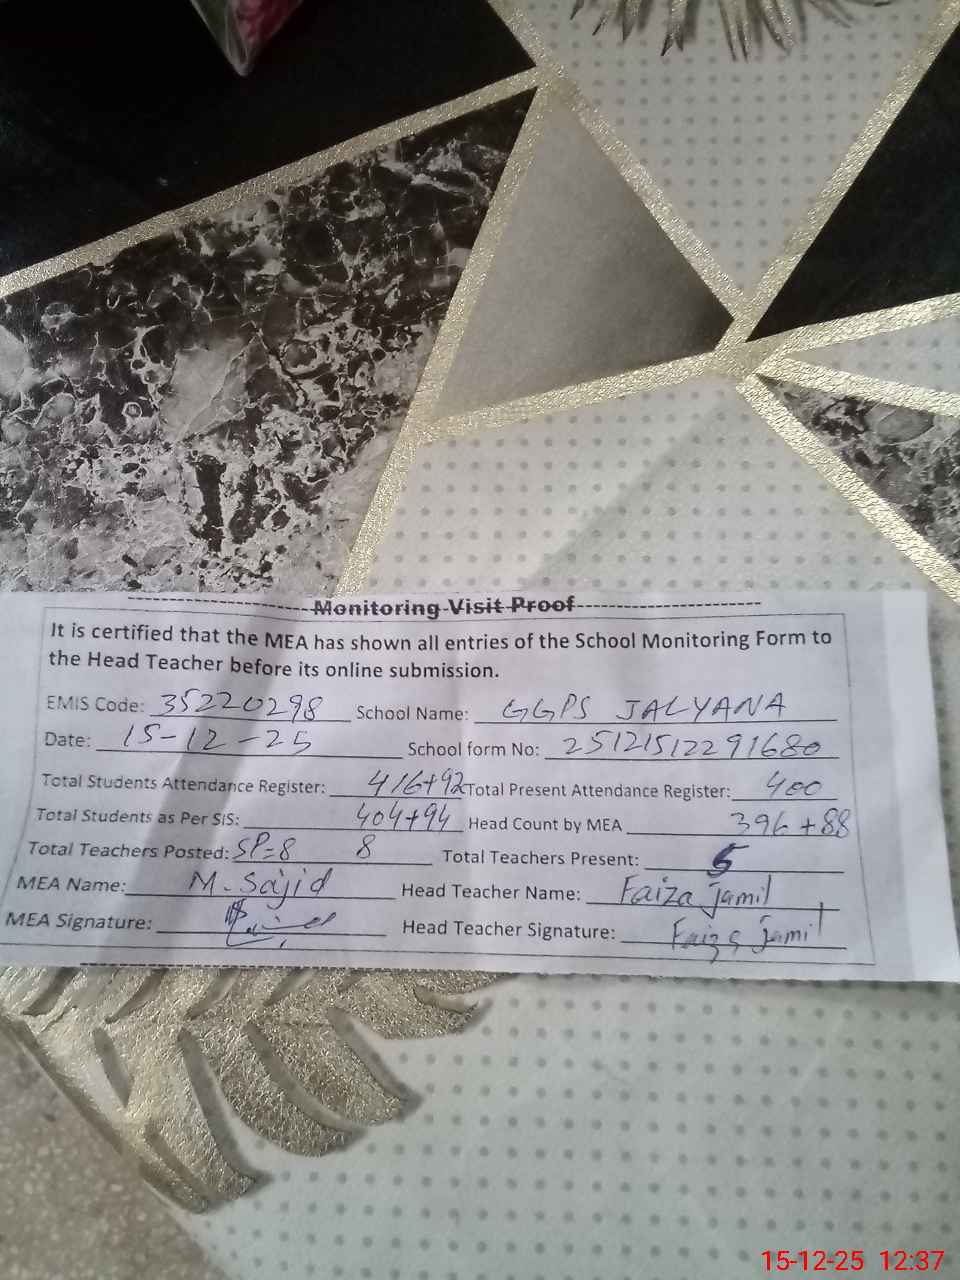 Monitoring Visit Proof
It is certified that the MEA has shown all entries of the School Monitoring Form to
the Head Teacher before its online submission.
EMIS Code: 35220298 School Name: GGPS JALYANA
Date: 15-12-25 School form No: 25121512291680
Total Students Attendance Register: 416+92 Total Present Attendance Register: 400
Total Students as Per SIS: 404+94 Head Count by MEA 396+88
Total Teachers Posted: SP=8 8 Total Teachers Present: 5
MEA Name: M. Sajid Head Teacher Name: Faiza Jamil
MEA Signature: Head Teacher Signature: Faiza Jamil
15-12-25 12:37